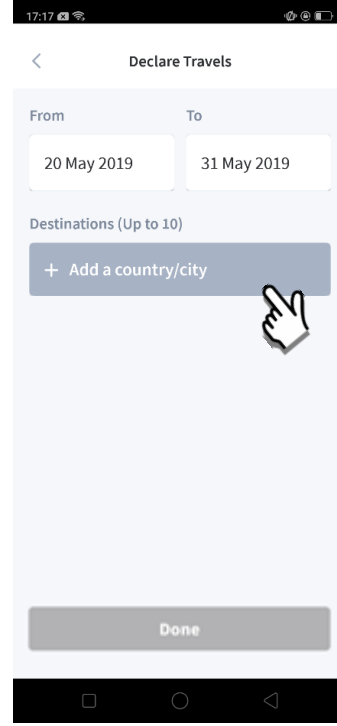 17:17
Declare Travels
From To
20 May 2019 31 May 2019
Destinations (Up to 10)
+ Add a country/city
Done